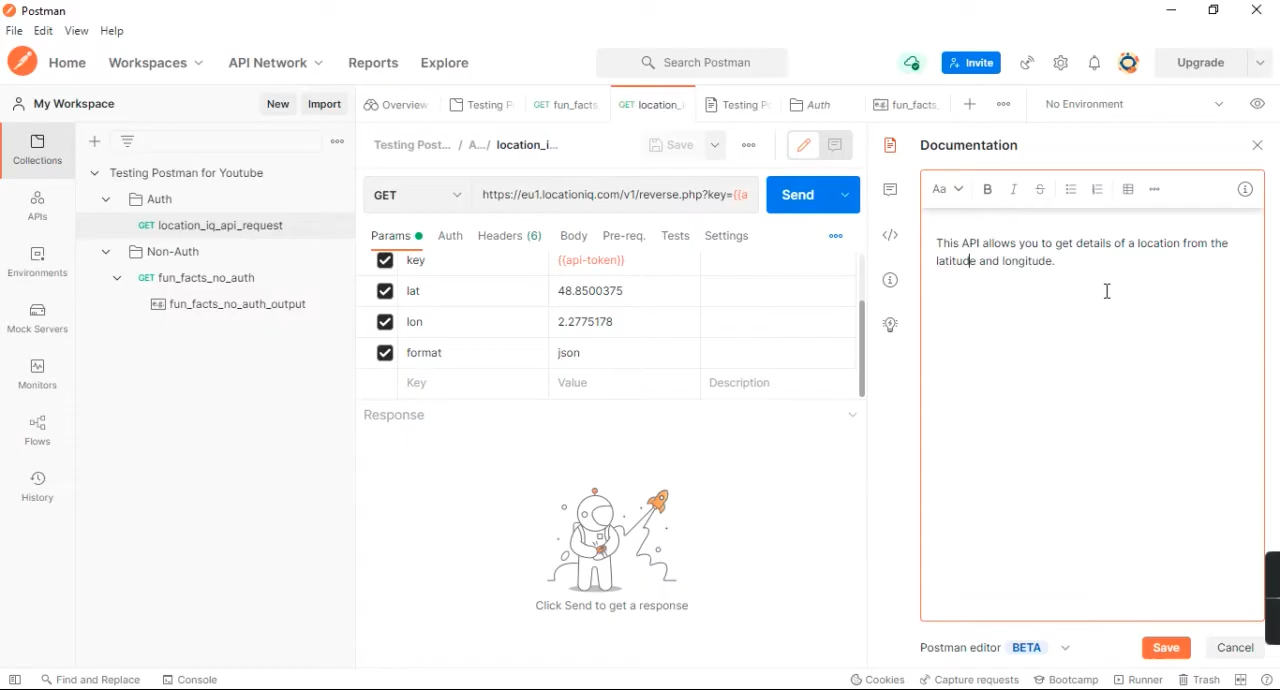 Postman
File Edit View Help
Home Workspaces API Network Reports Explore Search Postman Invite Upgrade
My Workspace New Import Overview Testing P GET fun_facts GET location_ Testing Po Auth fun_facts_ No Environment
Collections
APIs
Environments
Mock Servers
Monitors
Flows
History
Testing Postman for Youtube
Auth
GET location_iq_api_request
Non-Auth
GET fun_facts_no_auth
e.g. fun_facts_no_auth_output
Testing Post... / A.../ location_i... Save
GET https://eu1.locationiq.com/v1/reverse.php?key={{a Send
Params Auth Headers (6) Body Pre-req. Tests Settings
key {{api-token}}
lat 48.8500375
lon 2.2775178
format json
Key Value Description
Response
Click Send to get a response
Documentation
Aa B I S
This API allows you to get details of a location from the
latitude and longitude.
Postman editor BETA Save Cancel
Find and Replace Console Cookies Capture requests Bootcamp Runner Trash